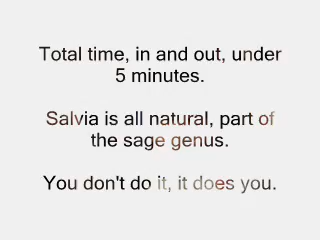 Total time, in and out, under
5 minutes.
Salvia is all natural, part of
the sage genus.
You don't do it, it does you.